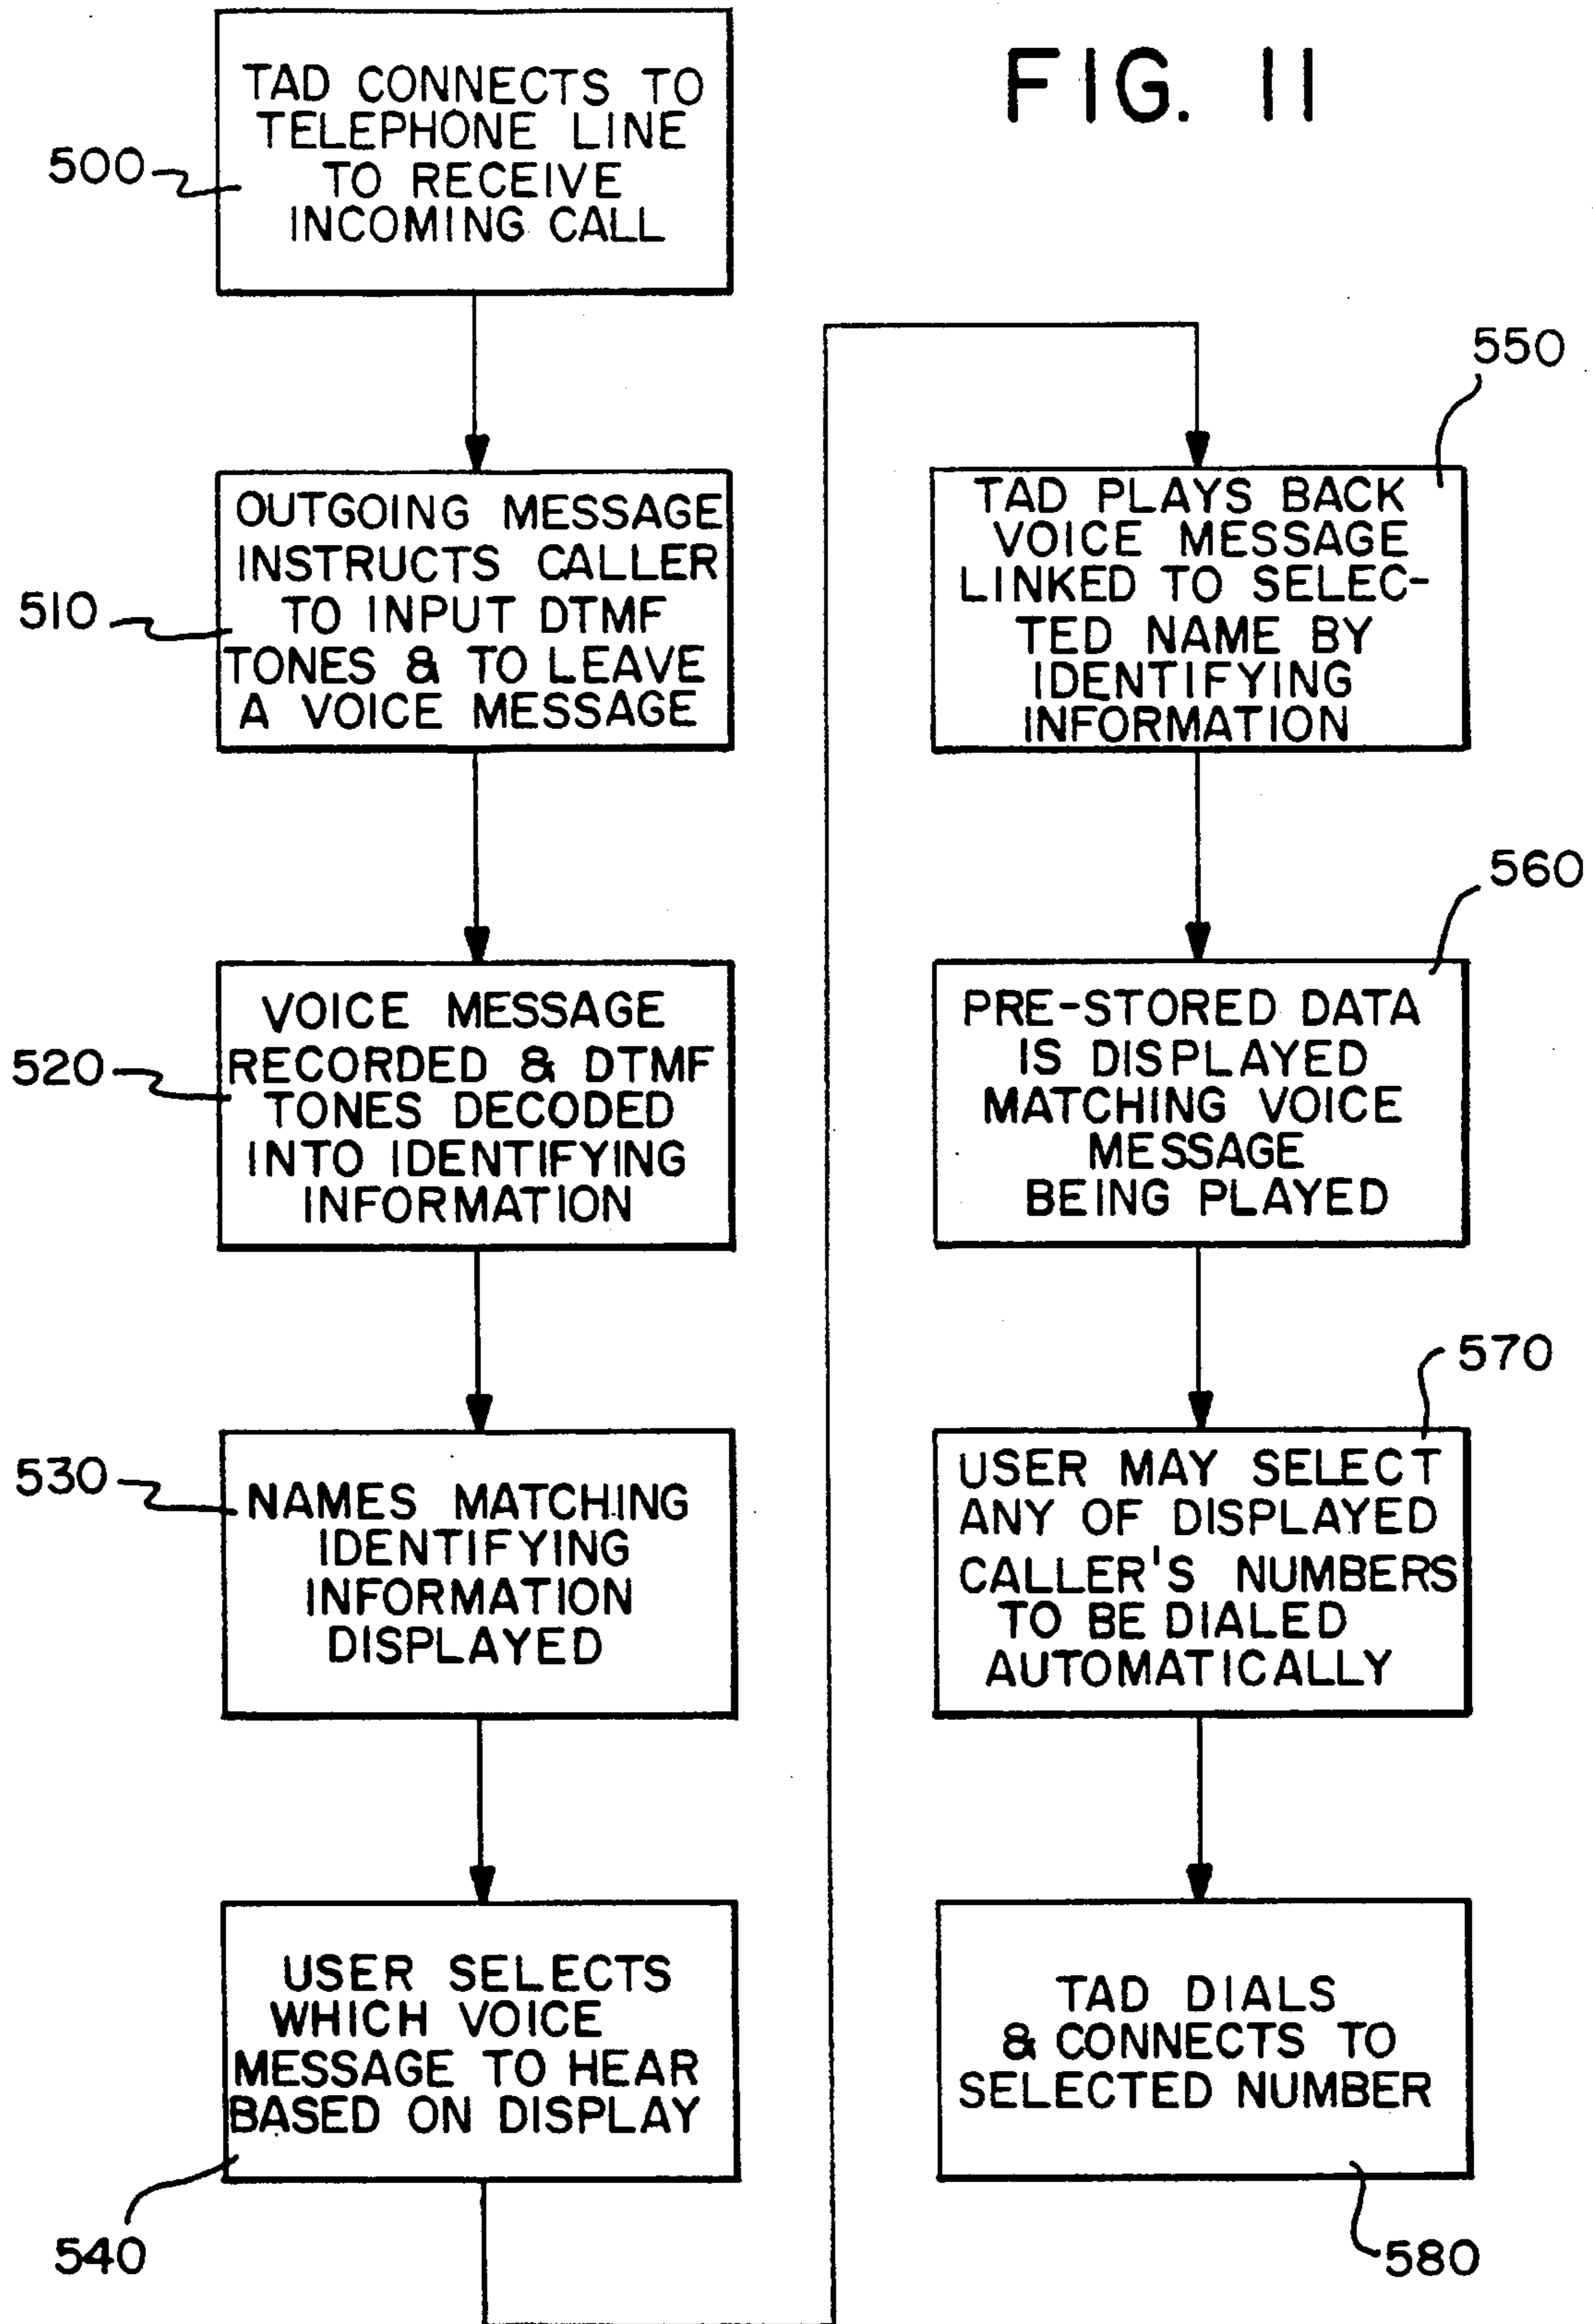 FIG. 11
500
TAD CONNECTS TO
TELEPHONE LINE
TO RECEIVE
INCOMING CALL
510
OUTGOING MESSAGE
INSTRUCTS CALLER
TO INPUT DTMF
TONES & TO LEAVE
A VOICE MESSAGE
520
VOICE MESSAGE
RECORDED & DTMF
TONES DECODED
INTO IDENTIFYING
INFORMATION
530
NAMES MATCHING
IDENTIFYING
INFORMATION
DISPLAYED
USER SELECTS
WHICH VOICE
MESSAGE TO HEAR
BASED ON DISPLAY
540
550
TAD PLAYS BACK
VOICE MESSAGE
LINKED TO SELEC-
TED NAME BY
IDENTIFYING
INFORMATION
560
PRE-STORED DATA
IS DISPLAYED
MATCHING VOICE
MESSAGE
BEING PLAYED
570
USER MAY SELECT
ANY OF DISPLAYED
CALLER'S NUMBERS
TO BE DIALED
AUTOMATICALLY
TAD DIALS
& CONNECTS TO
SELECTED NUMBER
580